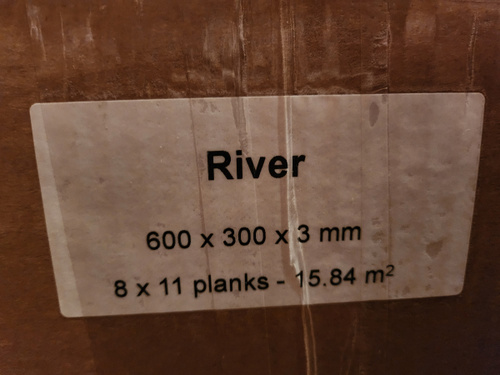 River
600 x 300 x 3 mm
8 x 11 planks - 15.84 m²